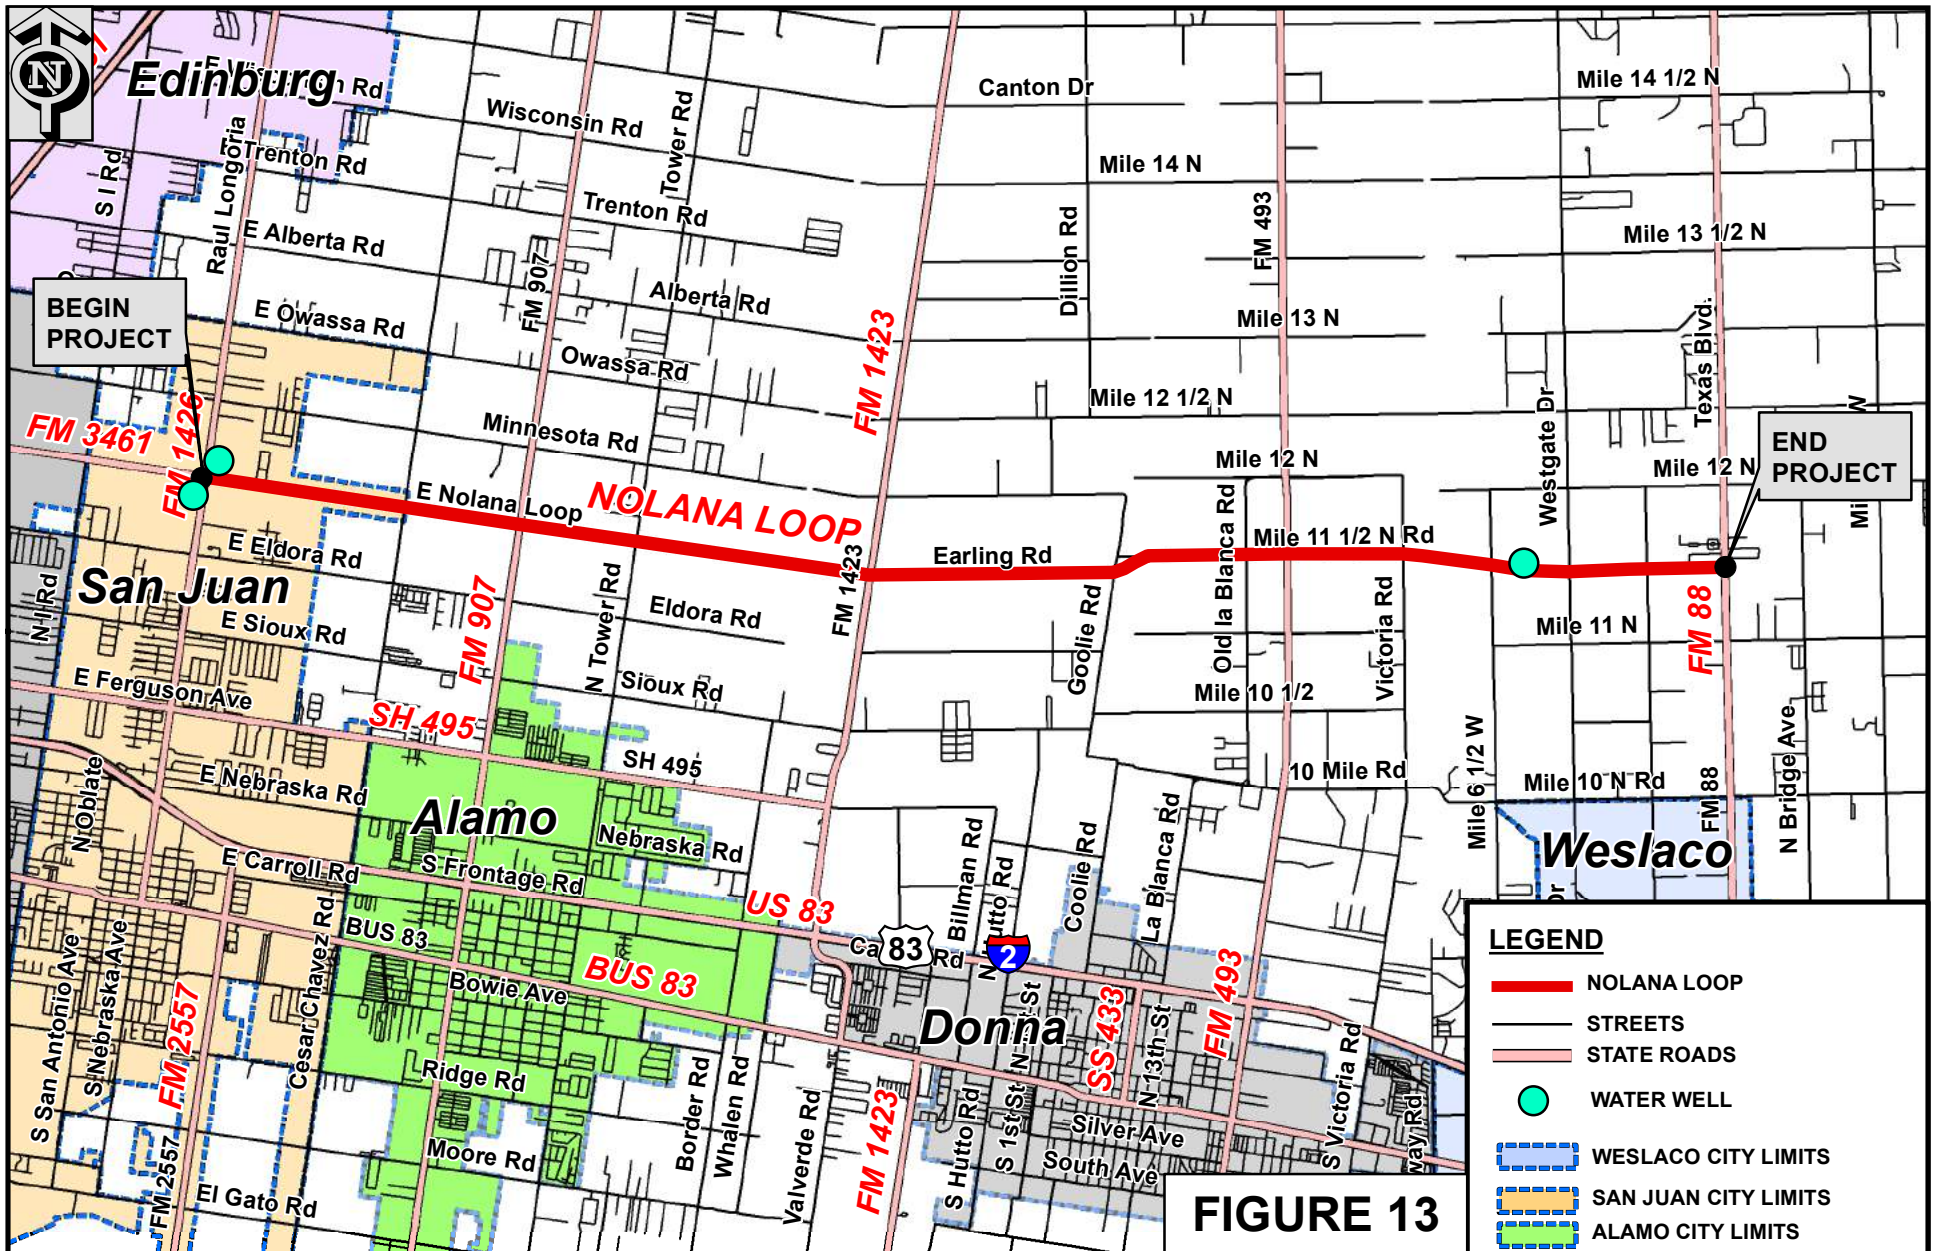 N
Edinburg
Canton Dr
Mile 14 1/2 N
Wisconsin Rd
Tower Rd
E Trenton Rd
Mile 14 N
S I Rd
Raul Longoria
Trenton Rd
Dillion Rd
FM 493
Mile 13 1/2 N
E Alberta Rd
FM 907
Alberta Rd
BEGIN
PROJECT
E Owassa Rd
Mile 13 N
Texas Blvd.
FM 1423
Owassa Rd
Mile 12 1/2 N
Westgate Dr
FM 3461
FM 1426
Minnesota Rd
Mile 12 N
Mile 12 N
END
PROJECT
E Nolana Loop
NOLANA LOOP
Old la Blanca Rd
Mile 11 1/2 N Rd
Earling Rd
E Eldora Rd
San Juan
N I Rd
FM 907
N Tower Rd
Eldora Rd
FM 1423
Goolie Rd
Victoria Rd
Mile 11 N
FM 88
E Sioux Rd
Sioux Rd
E Ferguson Ave
SH 495
Mile 10 1/2
SH 495
10 Mile Rd
Mile 6 1/2 W
Mile 10 N Rd
FM 88
N Bridge Ave
N Oblate
E Nebraska Rd
Alamo
Nebraska Rd
Weslaco
E Carroll Rd
S Frontage Rd
Billman Rd
N Hutto Rd
Coolie Rd
La Blanca Rd
US 83
83
2
Cesar Chavez Rd
BUS 83
BUS 83
Bowie Ave
S San Antonio Ave
S Nebraska Ave
FM 2557
Donna
SS 433
N 13th St
FM 493
Ridge Rd
Border Rd
Whalen Rd
Valverde Rd
FM 1423
S Hutto Rd
S 1st St
Silver Ave
South Ave
S Victoria Rd
Moore Rd
FM 2557
El Gato Rd
FIGURE 13
LEGEND
NOLANA LOOP
STREETS
STATE ROADS
WATER WELL
WESLACO CITY LIMITS
SAN JUAN CITY LIMITS
ALAMO CITY LIMITS